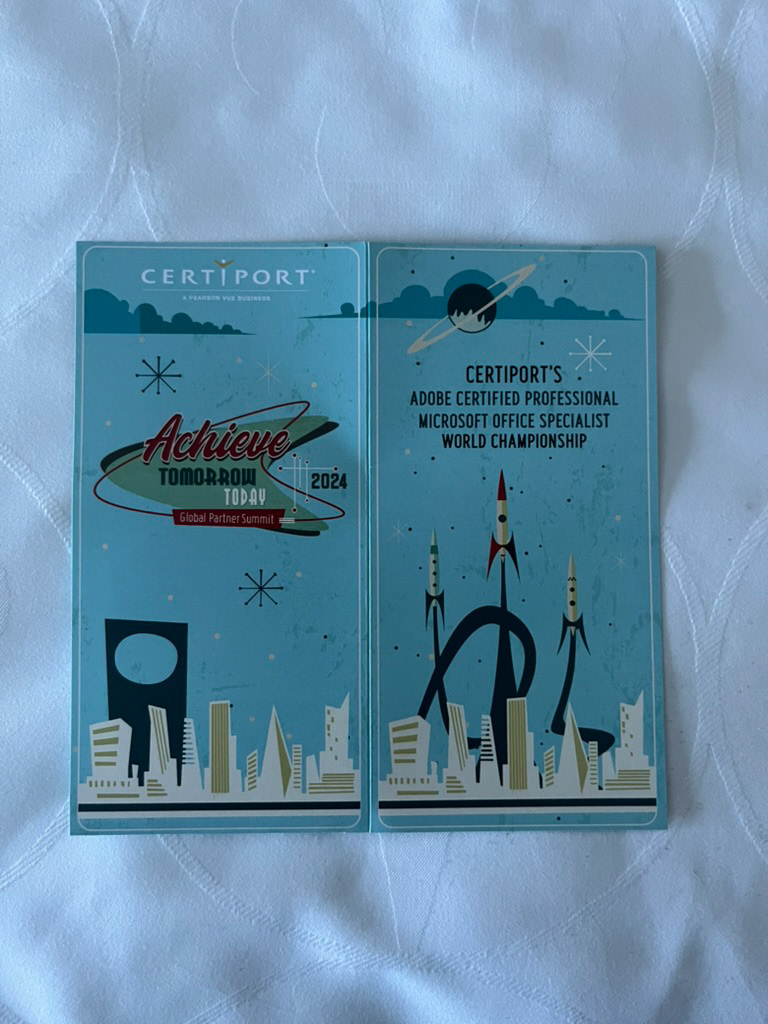 CERTIPORT®
A PEARSON VUE BUSINESS
Achieve
TOMORROW
TODAY
2024
Global Partner Summit
CERTIPORT'S
ADOBE CERTIFIED PROFESSIONAL
MICROSOFT OFFICE SPECIALIST
WORLD CHAMPIONSHIP